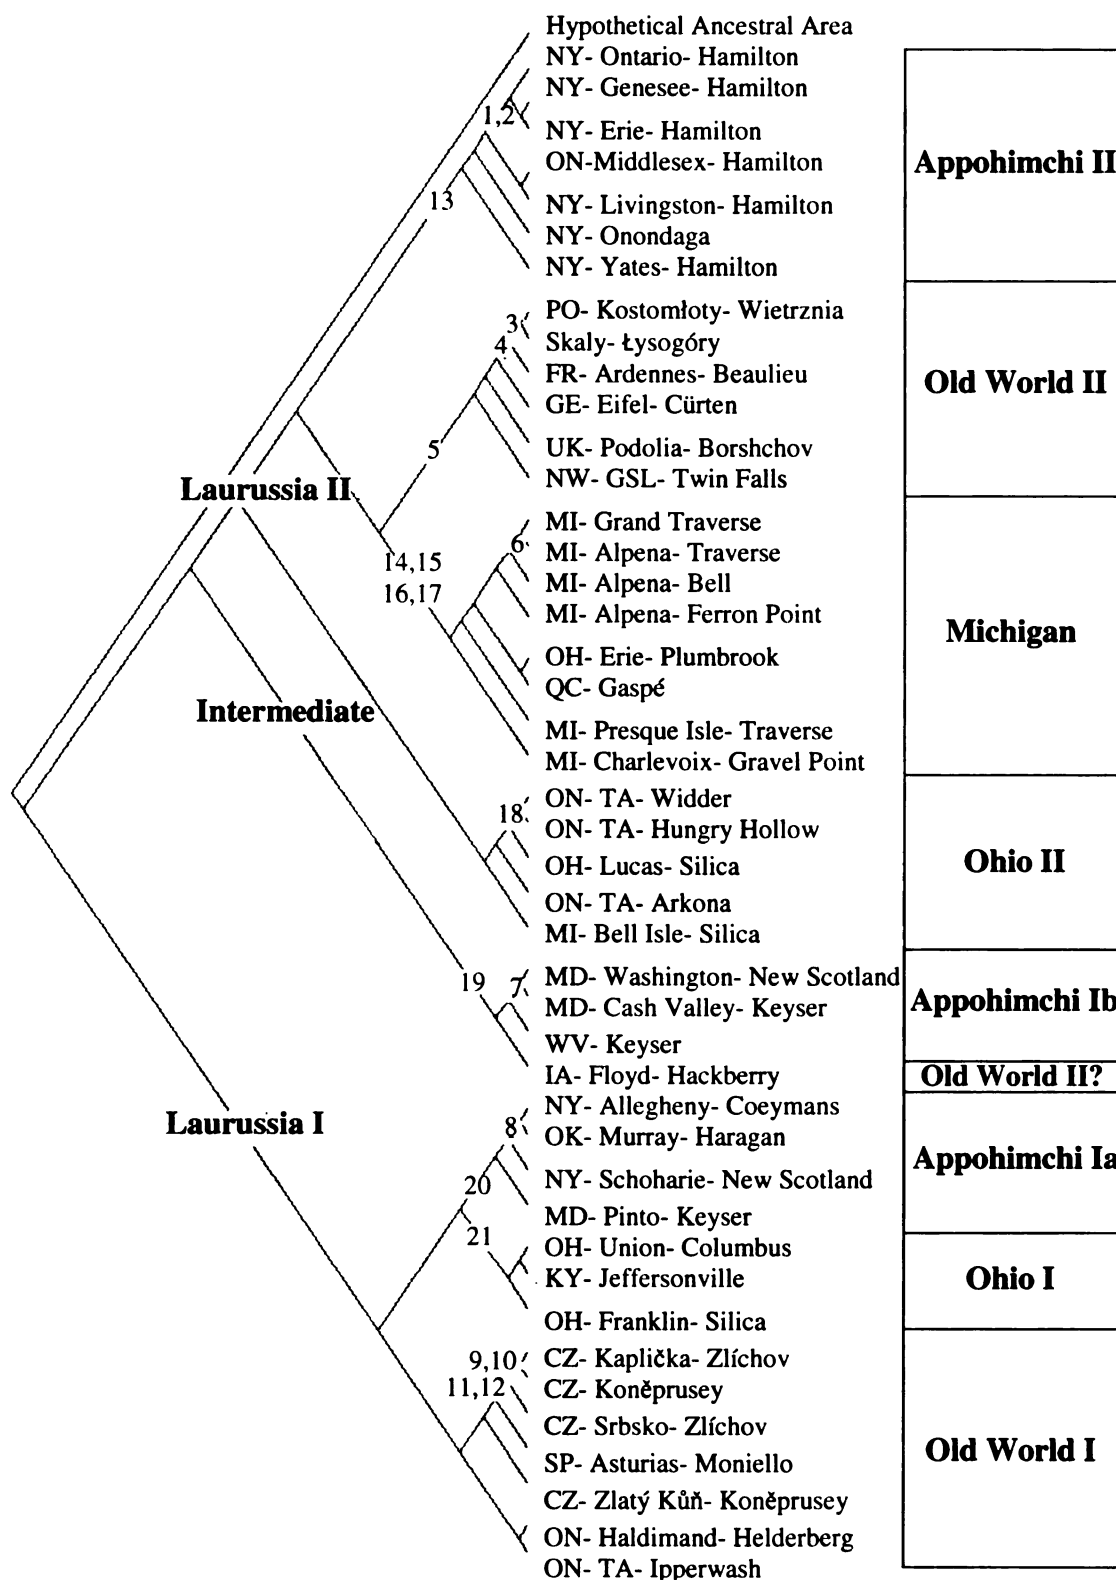 Hypothetical Ancestral Area
NY- Ontario- Hamilton
NY- Genesee- Hamilton
1,2
NY- Erie- Hamilton
ON-Middlesex- Hamilton
Appohimchi II
13
NY- Livingston- Hamilton
NY- Onondaga
NY- Yates- Hamilton
PO- Kostomłoty- Wietrznia
3
Skaly- Łysogóry
4
FR- Ardennes- Beaulieu
Old World II
GE- Eifel- Cürten
5
UK- Podolia- Borshchov
NW- GSL- Twin Falls
Laurussia II
MI- Grand Traverse
6
MI- Alpena- Traverse
14,15
MI- Alpena- Bell
16,17
MI- Alpena- Ferron Point
Michigan
OH- Erie- Plumbrook
QC- Gaspé
Intermediate
MI- Presque Isle- Traverse
MI- Charlevoix- Gravel Point
ON- TA- Widder
18
ON- TA- Hungry Hollow
OH- Lucas- Silica
Ohio II
ON- TA- Arkona
MI- Bell Isle- Silica
19
7
MD- Washington- New Scotland
MD- Cash Valley- Keyser
Appohimchi Ib
WV- Keyser
IA- Floyd- Hackberry
Old World II?
NY- Allegheny- Coeymans
Laurussia I
8
OK- Murray- Haragan
Appohimchi Ia
20
NY- Schoharie- New Scotland
MD- Pinto- Keyser
21
OH- Union- Columbus
KY- Jeffersonville
Ohio I
OH- Franklin- Silica
9,10
CZ- Kaplička- Zlíchov
11,12
CZ- Koněprusey
CZ- Srbsko- Zlíchov
Old World I
SP- Asturias- Moniello
CZ- Zlatý Kůň- Koněprusey
ON- Haldimand- Helderberg
ON- TA- Ipperwash